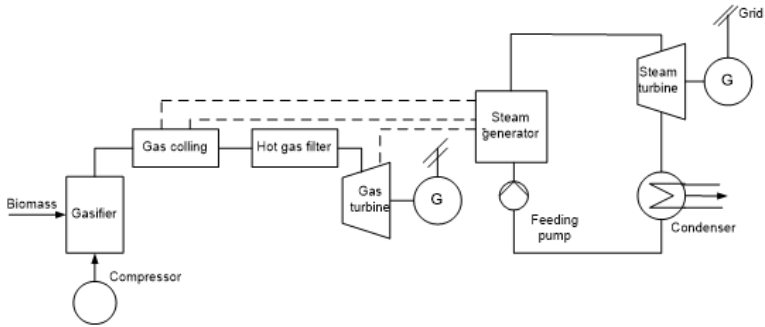 Grid
Steam
turbine
G
Steam
generator
Gas colling
Hot gas filter
Gas
turbine
G
Biomass
Gasifier
Feeding
pump
Condenser
Compressor